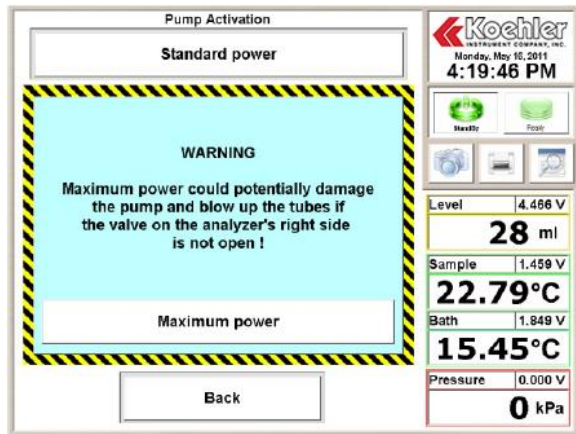 Pump Activation
Standard power
WARNING
Maximum power could potentially damage
the pump and blow up the tubes if
the valve on the analyzer's right side
is not open !
Maximum power
Back
Koehler
INSTRUMENT COMPANY, INC.
Monday, May 16, 2011
4:19:46 PM
StandBy
Ready
Level 4.466 V
28 ml
Sample 1.459 V
22.79°C
Bath 1.849 V
15.45°C
Pressure 0.000 V
0 kPa